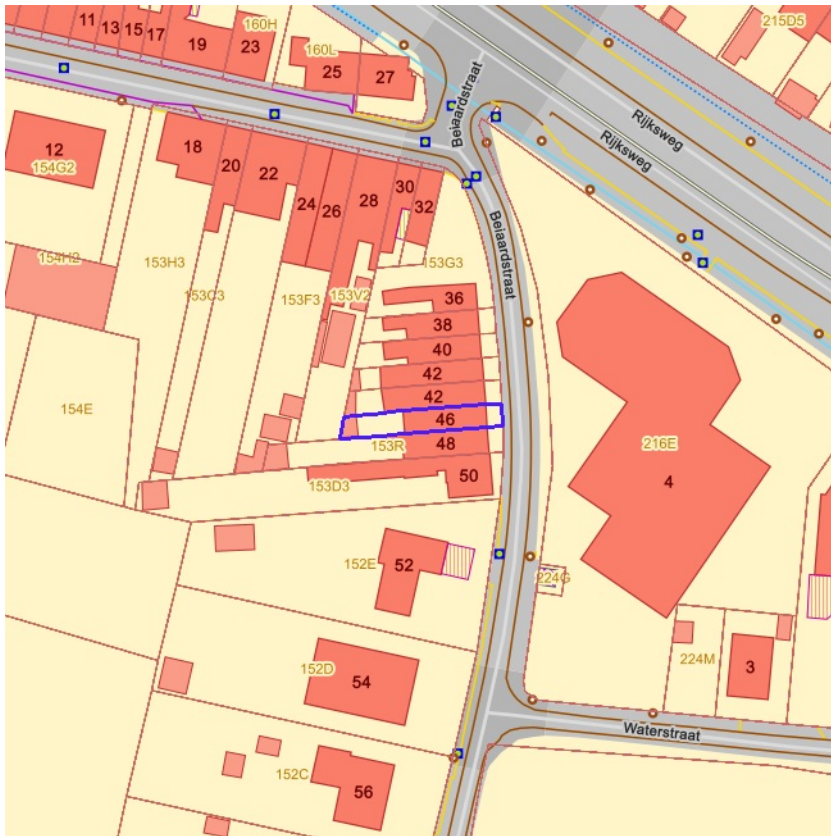 160H
215D5
11
13
15
17
19
23
160L
25
27
Beiaardstraat
Rijksweg
Rijksweg
12
154G2
18
20
22
24
26
28
30
32
Beiaardstraat
154H2
153H3
153C3
153F3
153V2
153G3
36
38
40
42
42
46
48
50
154E
153R
153D3
216E
4
152E
52
224G
152D
54
224M
3
Waterstraat
152C
56